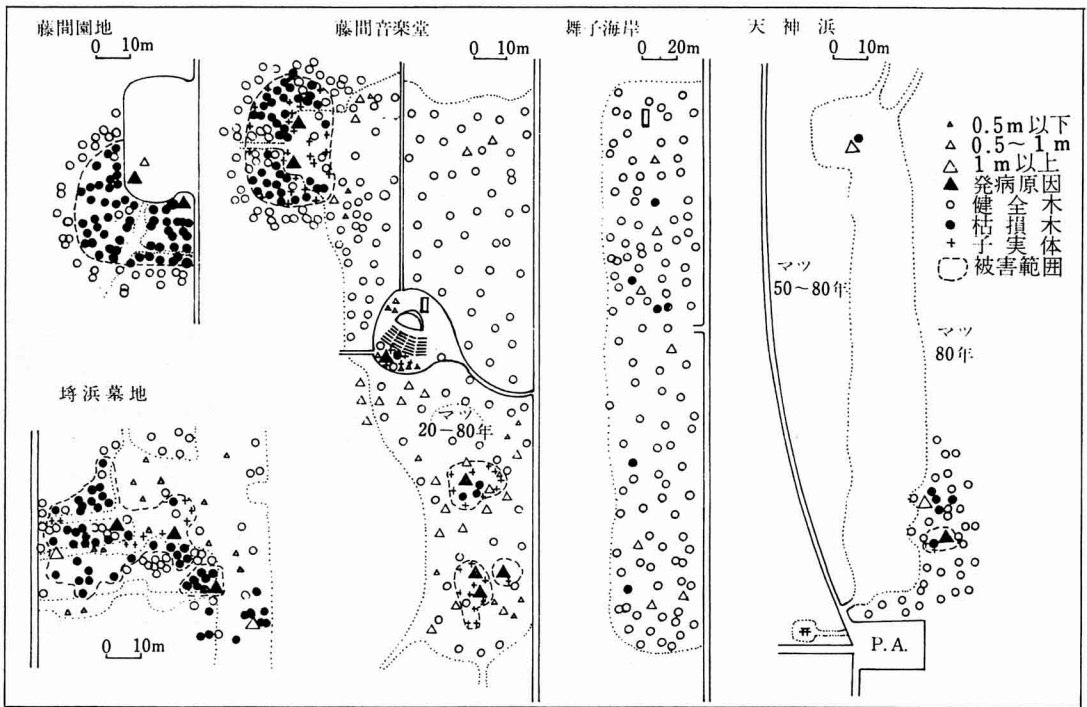 藤間園地
0 10m
藤間音楽堂
0 10m
舞子海岸
0 20m
天神浜
0 10m
0.5m以下
0.5~1m
1m以上
発病原因
健全木
枯損木
子実体
被害範囲
マツ
50~80年
マツ
80年
マツ
20~80年
浜墓地
0 10m
P.A.